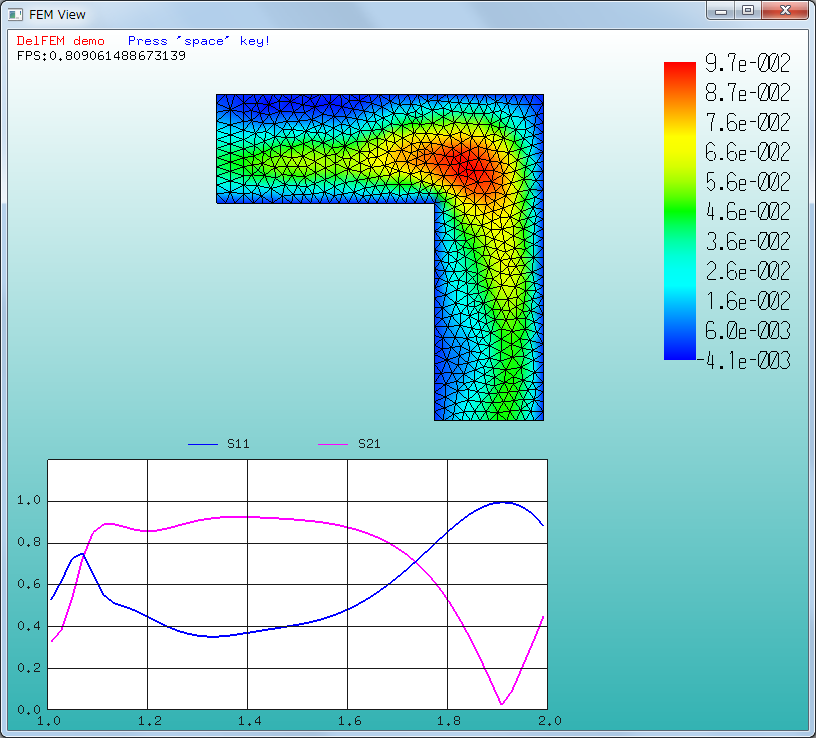 FEM View
DelFEM demo Press "space" key!
FPS:0.809061488673139
9.7e-002
8.7e-002
7.6e-002
6.6e-002
5.6e-002
4.6e-002
3.6e-002
2.6e-002
1.6e-002
6.0e-003
-4.1e-003
S11 S21
1.0
0.8
0.6
0.4
0.2
0.0
1.0 1.2 1.4 1.6 1.8 2.0